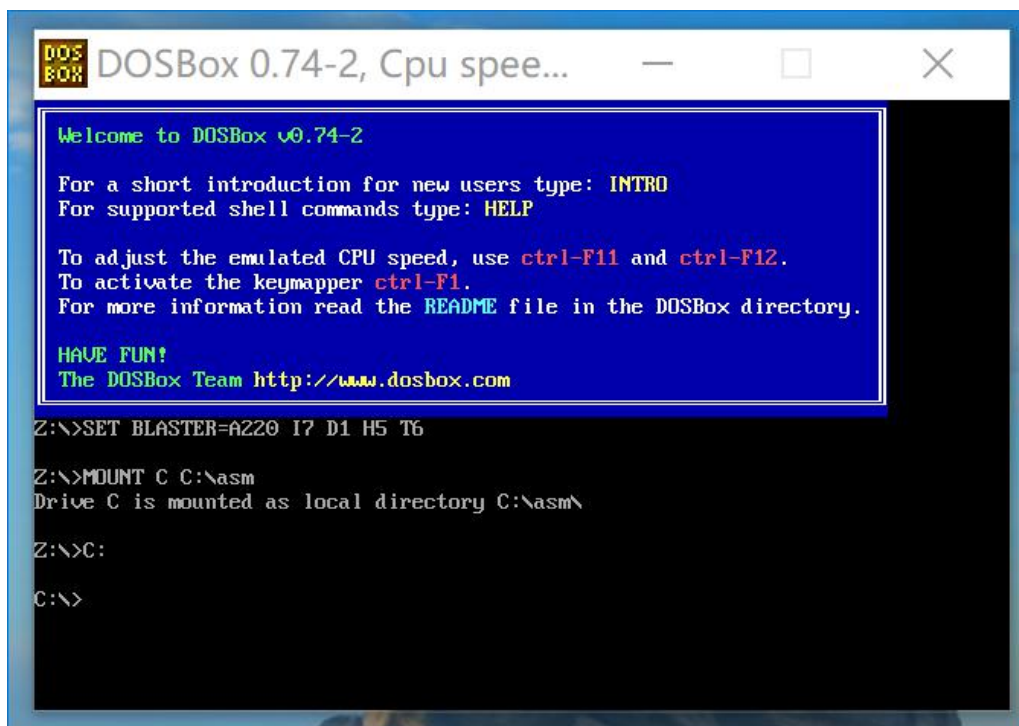 DOS
BOX
DOSBox 0.74-2, Cpu spee...
Welcome to DOSBox v0.74-2
For a short introduction for new users type: INTRO
For supported shell commands type: HELP
To adjust the emulated CPU speed, use ctrl-F11 and ctrl-F12.
To activate the keymapper ctrl-F1.
For more information read the README file in the DOSBox directory.
HAVE FUN!
The DOSBox Team http://www.dosbox.com
Z:\>SET BLASTER=A220 I7 D1 H5 T6
Z:\>MOUNT C C:\asm
Drive C is mounted as local directory C:\asm\
Z:\>C:
C:\>